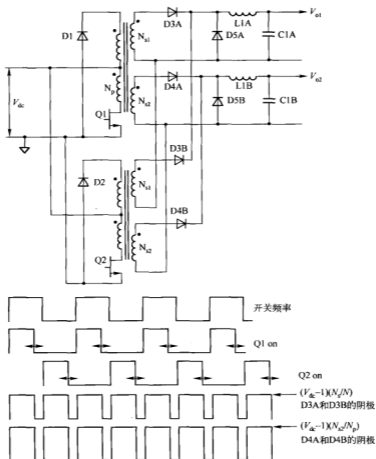 D3A
L1A
Vo1
D1
Ns1
D5A
C1A
D4A
L1B
Vo2
Np
Ns2
Vdc
Q1
D5B
C1B
D3B
D2
Ns1
D4B
Ns2
Q2
开关频率
Q1 on
Q2 on
(Vdc−1)(Ns/N)
D3A和D3B的阴极
(Vdc−1)(Ns2/Np)
D4A和D4B的阴极